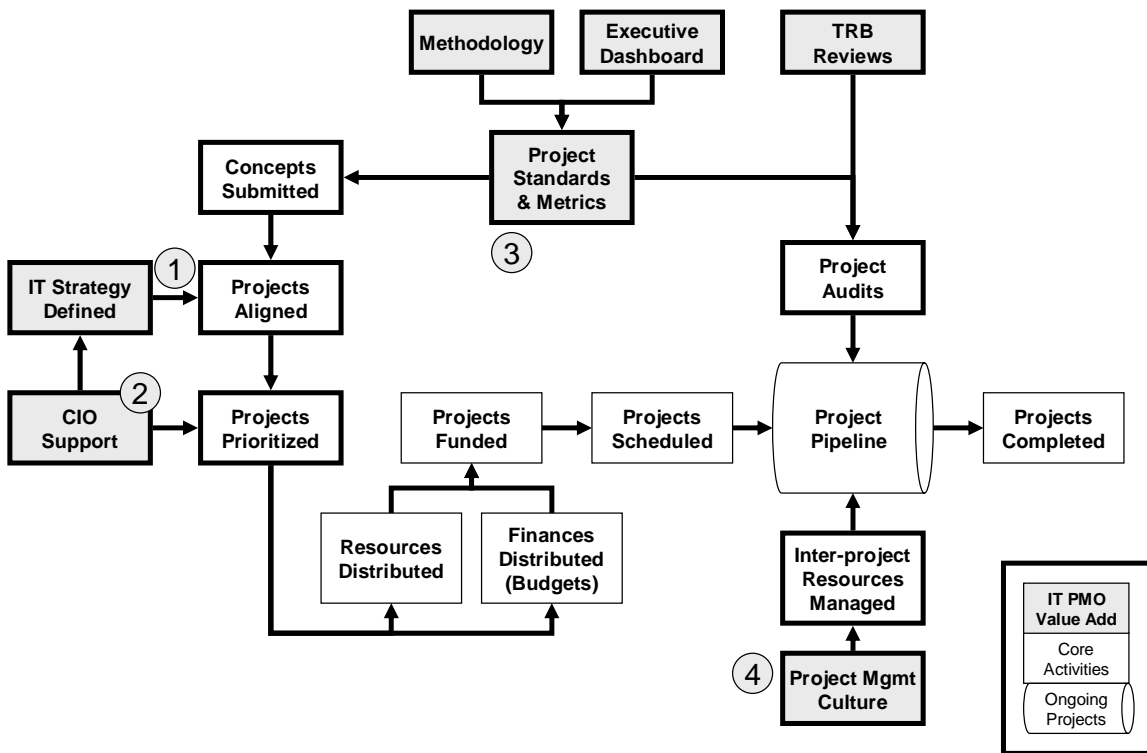 Methodology
Executive
Dashboard
TRB
Reviews
Concepts
Submitted
Project
Standards
& Metrics
3
1
IT Strategy
Defined
Projects
Aligned
Project
Audits
2
CIO
Support
Projects
Prioritized
Projects
Funded
Projects
Scheduled
Project
Pipeline
Projects
Completed
Resources
Distributed
Finances
Distributed
(Budgets)
Inter-project
Resources
Managed
4
Project Mgmt
Culture
IT PMO
Value Add
Core
Activities
Ongoing
Projects